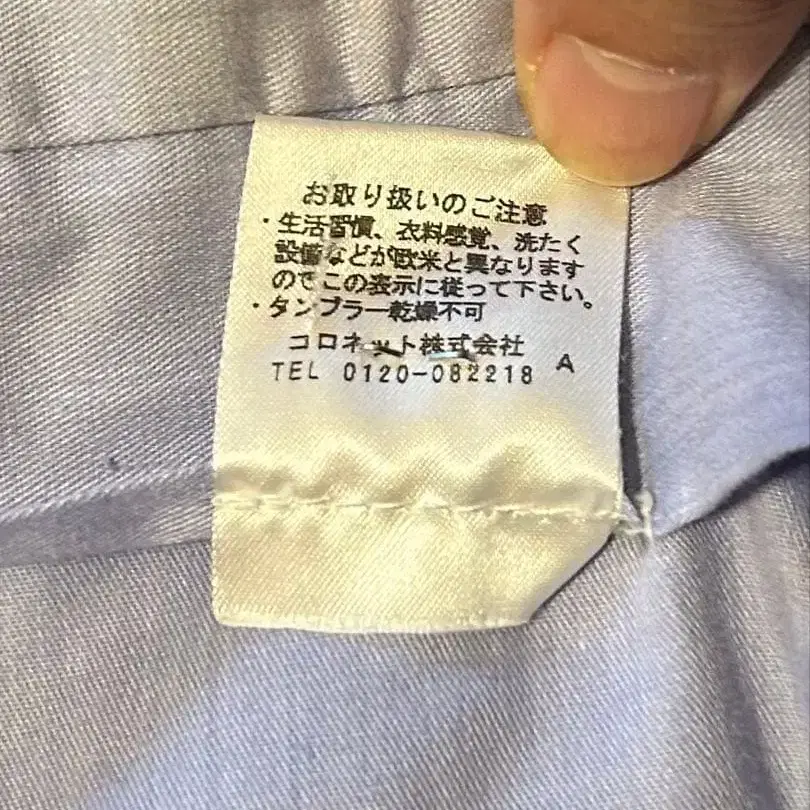 お取り扱いのご注意
・生活習慣、衣料感覚、洗たく
設備などが欧米と異なります
のでこの表示に従って下さい。
・タンブラー乾燥不可
コロネット株式会社 A
TEL 0120-082218